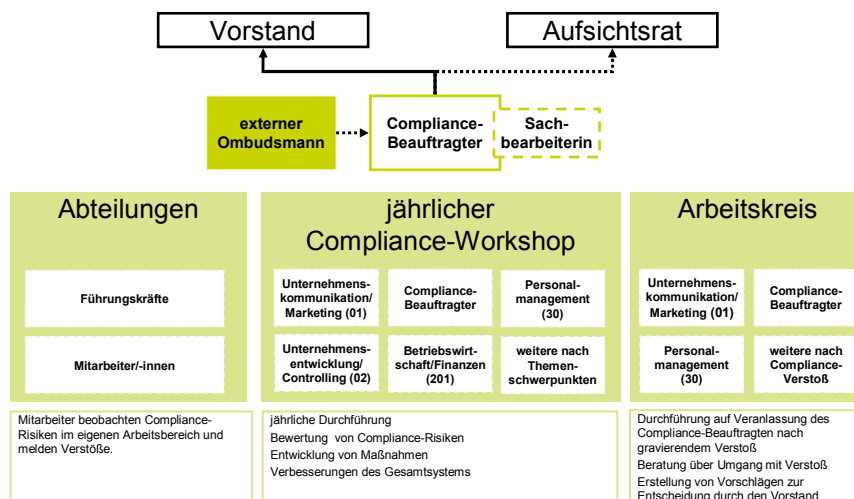 Vorstand
Aufsichtsrat
externer
Ombudsmann
Compliance-
Beauftragter
Sach-
bearbeiterin
Abteilungen
Führungskräfte
Mitarbeiter/-innen
jährlicher
Compliance-Workshop
Unternehmens-
kommunikation/
Marketing (01)
Compliance-
Beauftragter
Personal-
management
(30)
Unternehmens-
entwicklung/
Controlling (02)
Betriebswirt-
schaft/Finanzen
(201)
weitere nach
Themen-
schwerpunkten
Arbeitskreis
Unternehmens-
kommunikation/
Marketing (01)
Compliance-
Beauftragter
Personal-
management
(30)
weitere nach
Compliance-
Verstoß
Mitarbeiter beobachten Compliance-
Risiken im eigenen Arbeitsbereich und
melden Verstöße.
jährliche Durchführung
Bewertung von Compliance-Risiken
Entwicklung von Maßnahmen
Verbesserungen des Gesamtsystems
Durchführung auf Veranlassung des
Compliance-Beauftragten nach
gravierendem Verstoß
Beratung über Umgang mit Verstoß
Erstellung von Vorschlägen zur
Entscheidung durch den Vorstand